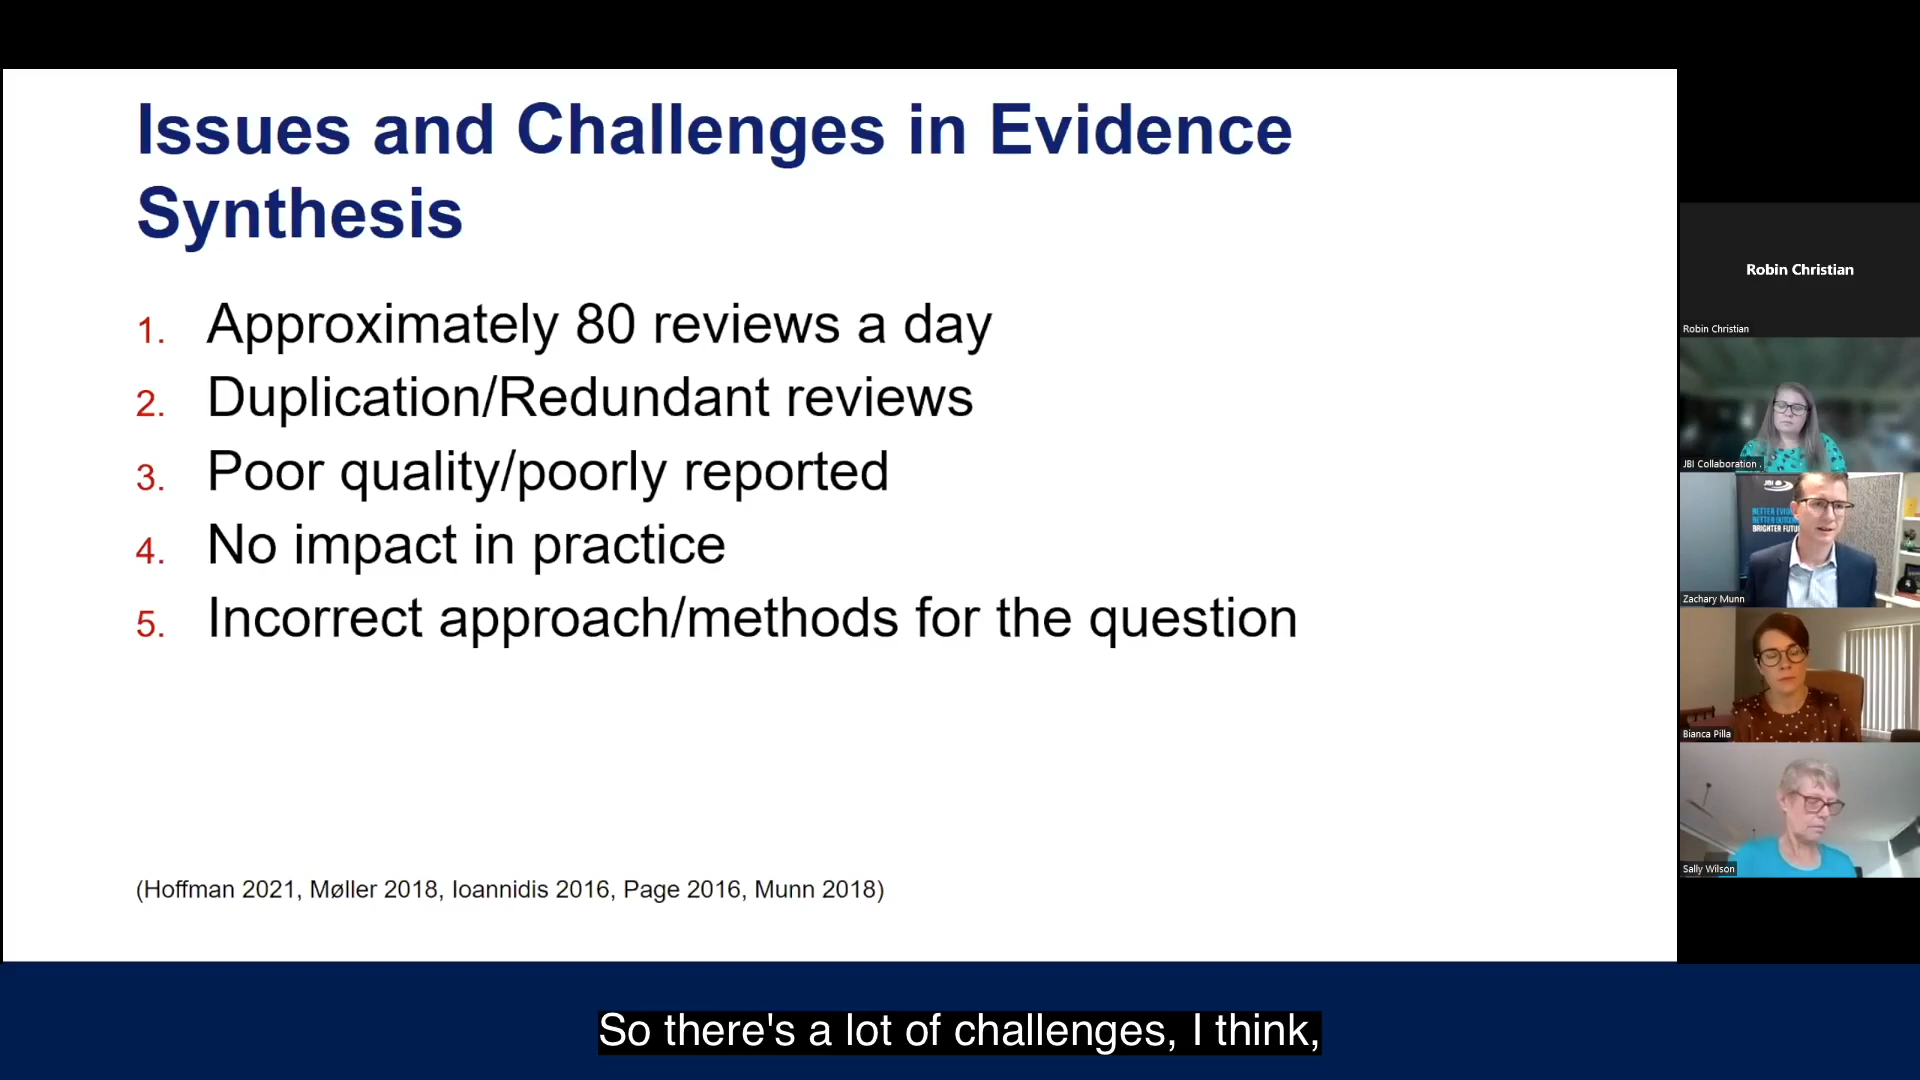 Issues and Challenges in Evidence
Synthesis
1. Approximately 80 reviews a day
2. Duplication/Redundant reviews
3. Poor quality/poorly reported
4. No impact in practice
5. Incorrect approach/methods for the question
(Hoffman 2021, Møller 2018, Ioannidis 2016, Page 2016, Munn 2018)
Robin Christian
Robin Christian
JBI Collaboration .
JBI
BRIGHTER
Zachary Munn
Bianca Pilla
Sally Wilson
So there's a lot of challenges, I think,